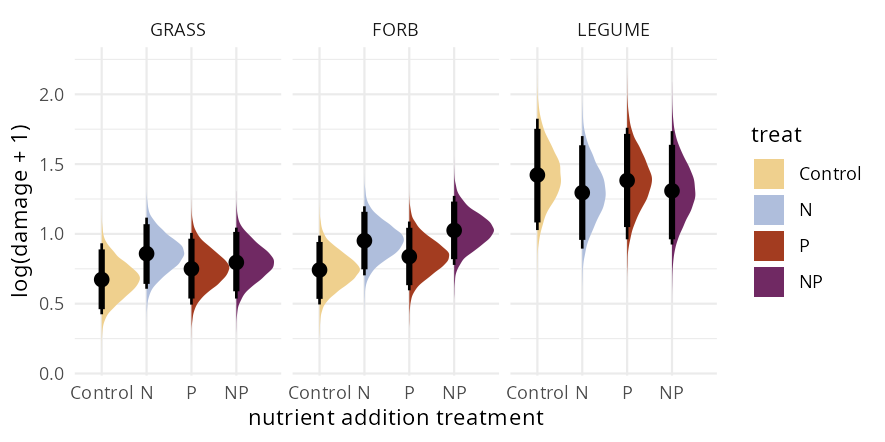 GRASS FORB LEGUME
log(damage + 1)
2.0
1.5
1.0
0.5
0.0
Control N P NP Control N P NP Control N P NP
nutrient addition treatment
treat
Control
N
P
NP